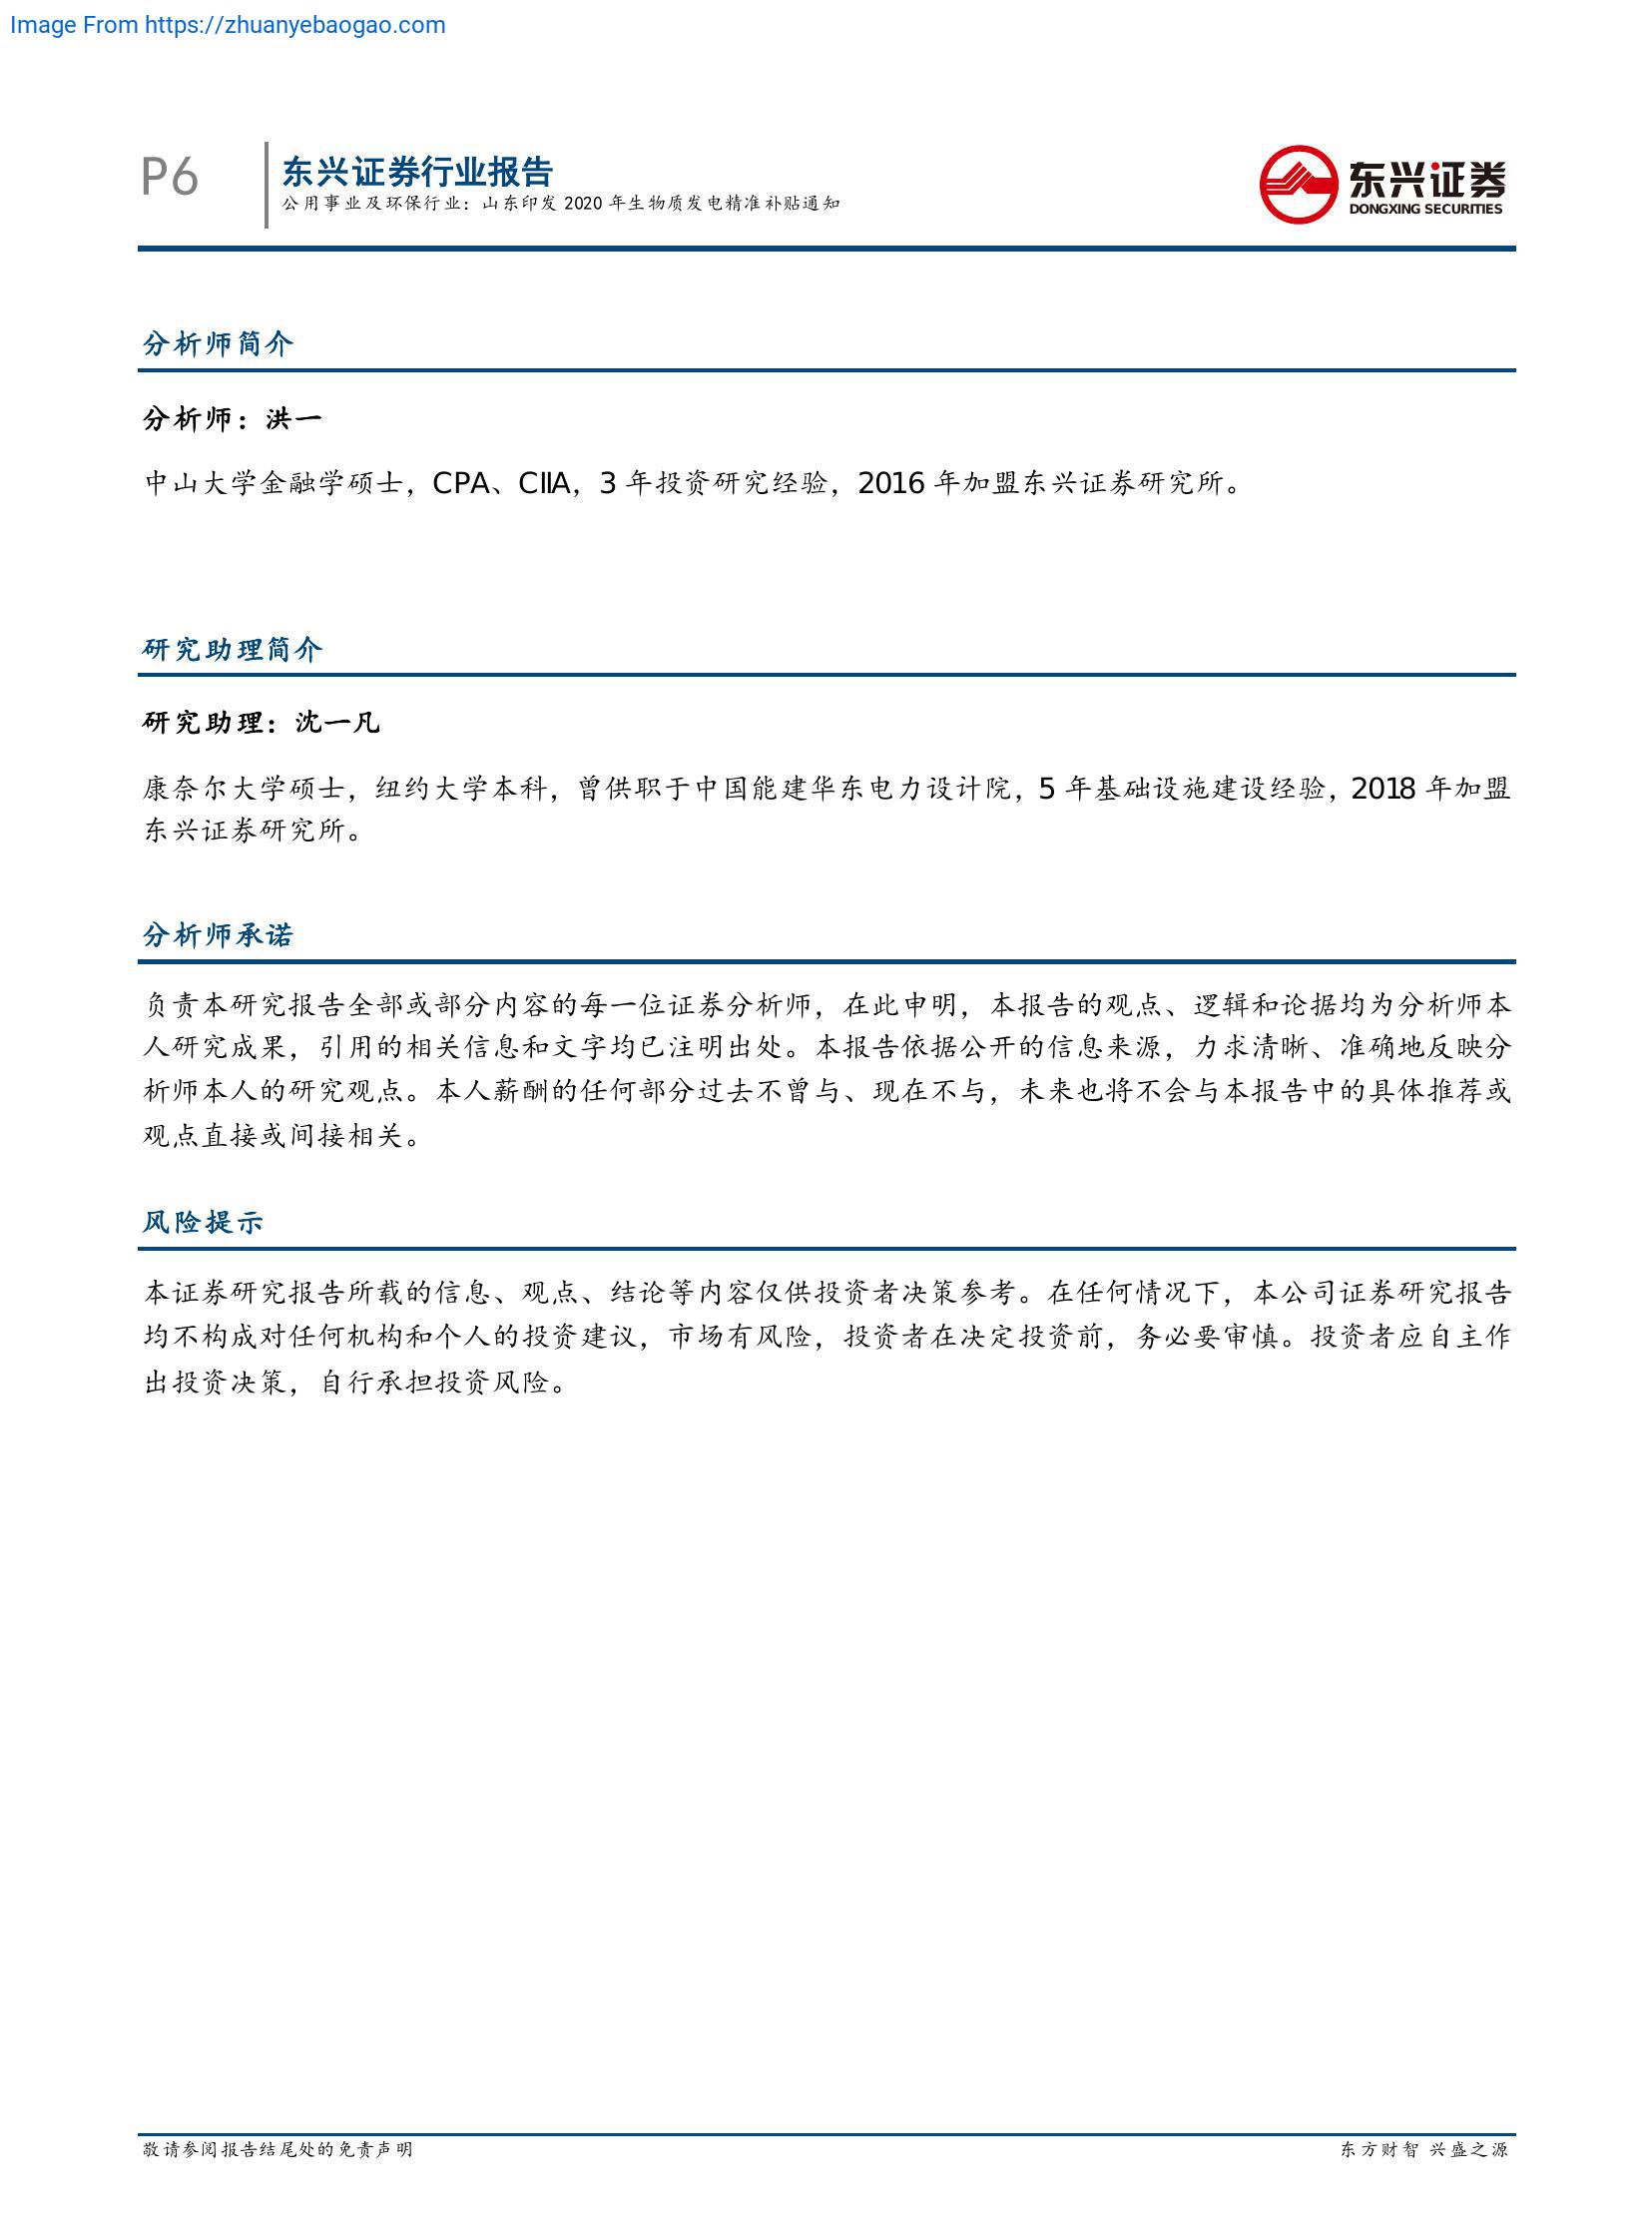 Image From https://zhuanyebaogao.com
P6
东兴证券行业报告
公用事业及环保行业：山东印发 2020 年生物质发电精准补贴通知
东兴证券
DONGXING SECURITIES
分析师简介
分析师：洪一
中山大学金融学硕士，CPA、CIIA，3 年投资研究经验，2016 年加盟东兴证券研究所。
研究助理简介
研究助理：沈一凡
康奈尔大学硕士，纽约大学本科，曾供职于中国能建华东电力设计院，5 年基础设施建设经验，2018 年加盟
东兴证券研究所。
分析师承诺
负责本研究报告全部或部分内容的每一位证券分析师，在此申明，本报告的观点、逻辑和论据均为分析师本
人研究成果，引用的相关信息和文字均已注明出处。本报告依据公开的信息来源，力求清晰、准确地反映分
析师本人的研究观点。本人薪酬的任何部分过去不曾与、现在不与，未来也将不会与本报告中的具体推荐或
观点直接或间接相关。
风险提示
本证券研究报告所载的信息、观点、结论等内容仅供投资者决策参考。在任何情况下，本公司证券研究报告
均不构成对任何机构和个人的投资建议，市场有风险，投资者在决定投资前，务必要审慎。投资者应自主作
出投资决策，自行承担投资风险。
敬请参阅报告结尾处的免责声明
东方财智 兴盛之源